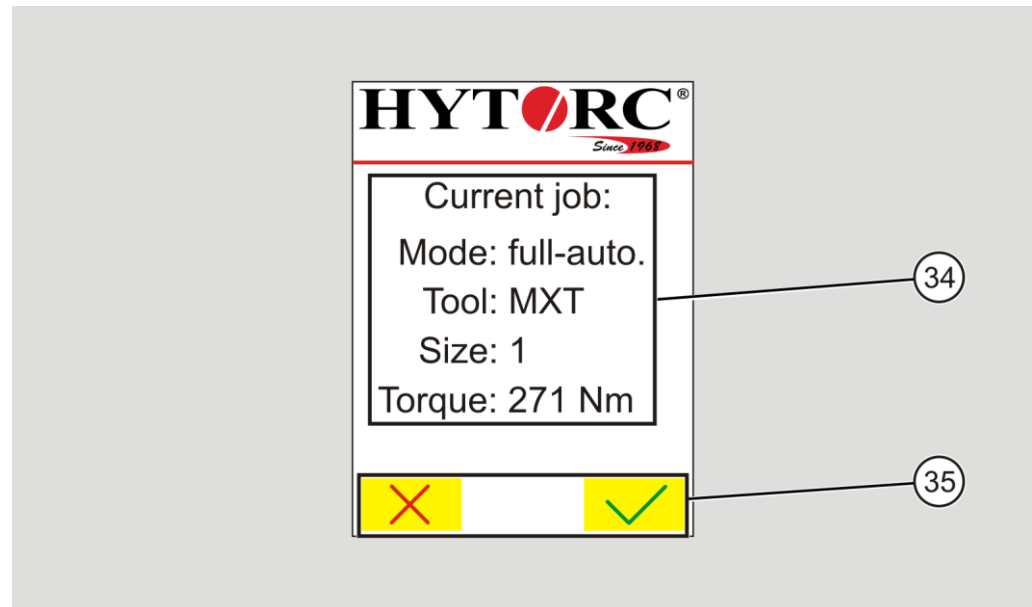 HYTORC®
Since 1968
Current job:
Mode: full-auto.
Tool: MXT
34
Size: 1
Torque: 271 Nm
35